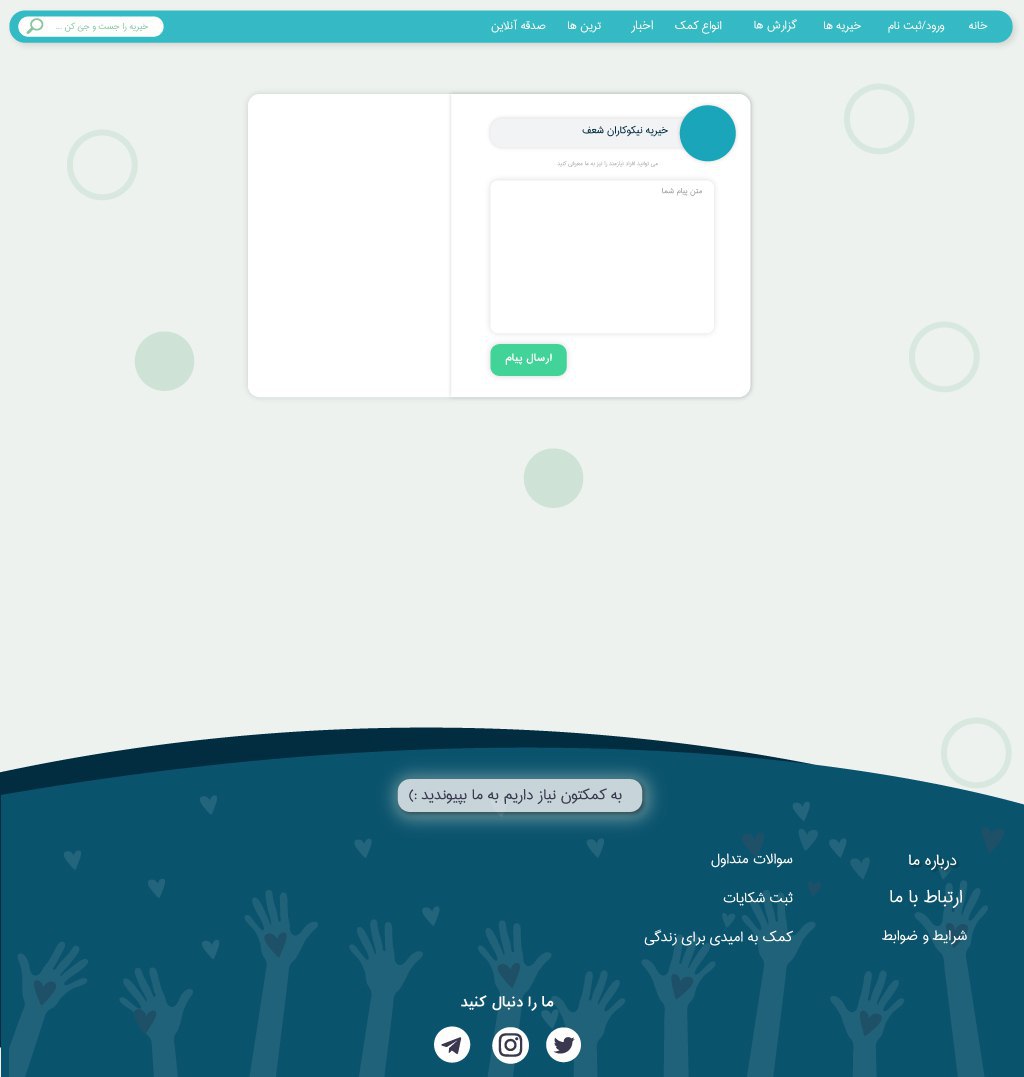 خانه
ورود/ثبت نام
خیریه ها
گزارش ها
انواع کمک
اخبار
ترین ها
صدقه آنلاین
خیریه را جست و جی کن ...
خیریه نیکوکاران شعف
می توانید افراد نیازمند را نیز به ما معرفی کنید
متن پیام شما
ارسال پیام
به کمکتون نیاز داریم به ما بپیوندید :)
درباره ما
ارتباط با ما
شرایط و ضوابط
سوالات متداول
ثبت شکایات
کمک به امیدی برای زندگی
ما را دنبال کنید